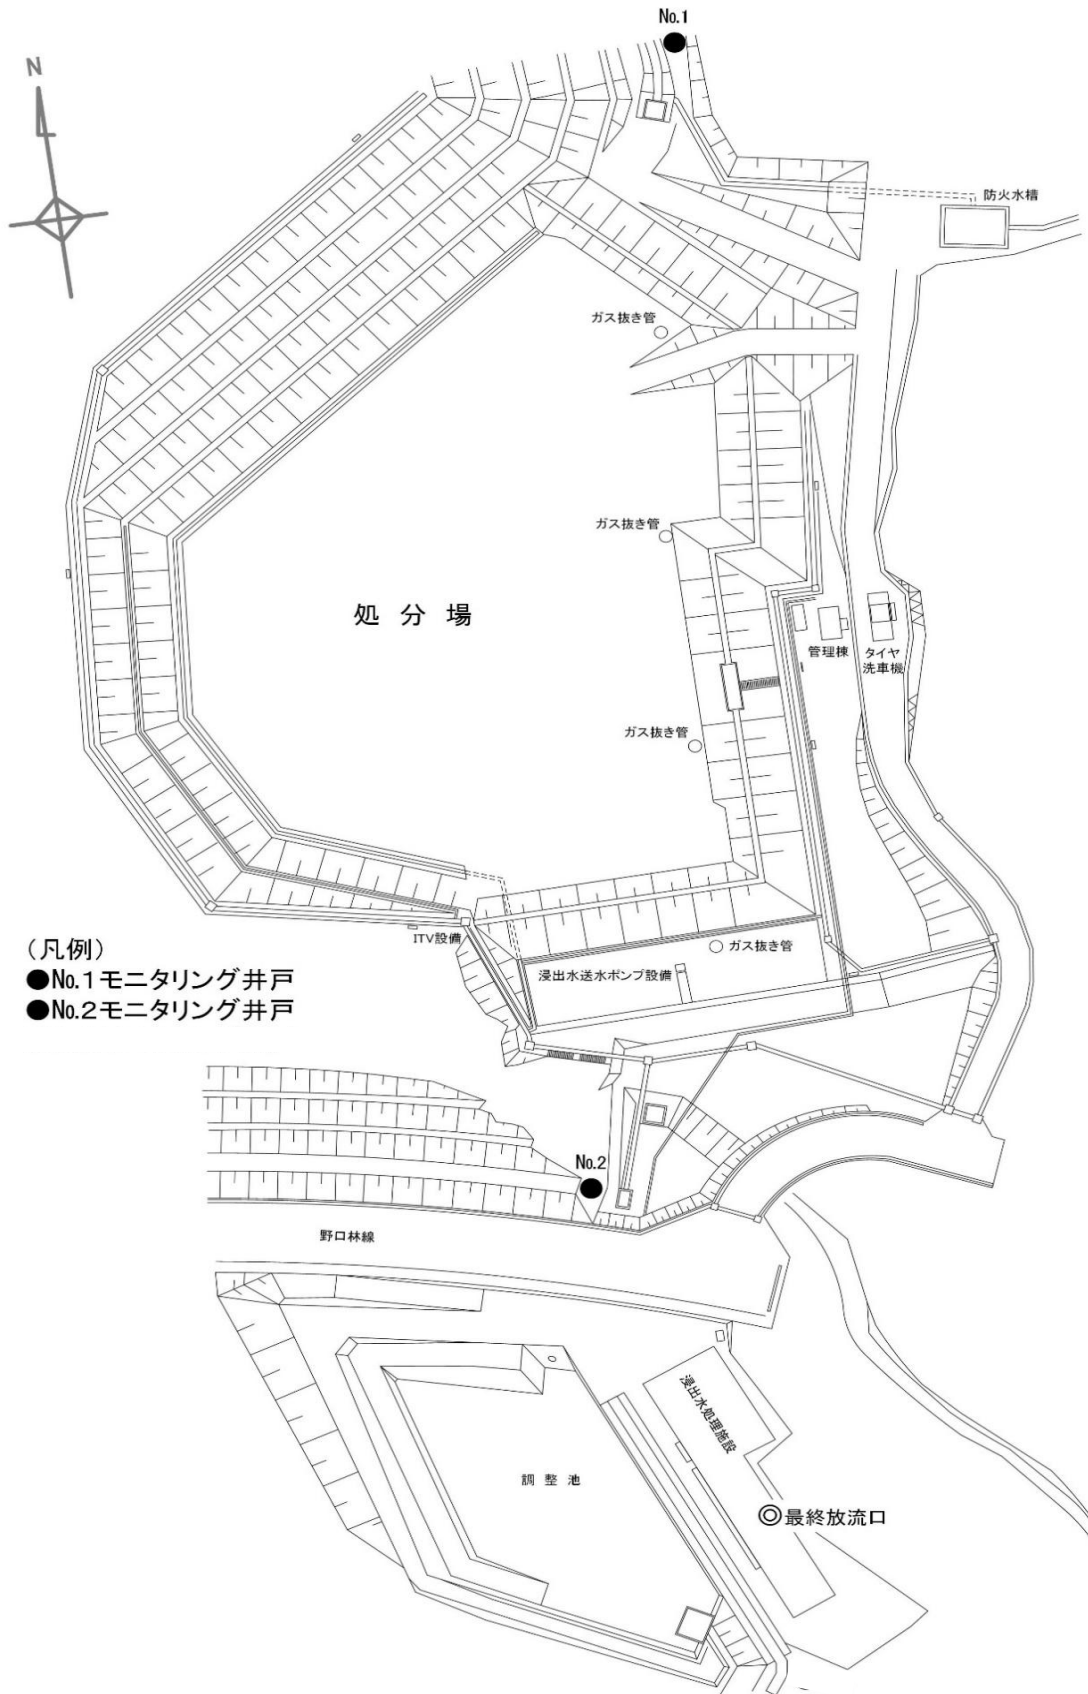 No.1
N
防火水槽
ガス抜き管
ガス抜き管
処分場
管理棟
タイヤ
洗車機
ガス抜き管
ITV設備
ガス抜き管
(凡例)
●No.1モニタリング井戸
●No.2モニタリング井戸
浸出水送水ポンプ設備
No.2
野口林線
浸出水処理施設
調整池
◎最終放流口